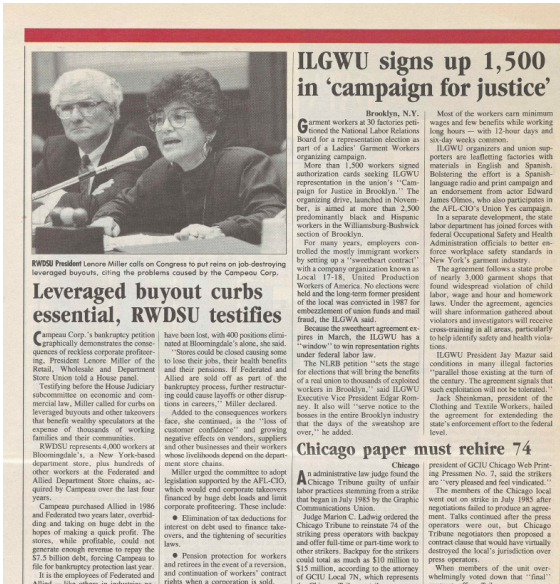 RWDSU President Lenore Miller calls on Congress to put reins on job-destroying
leveraged buyouts, citing the problems caused by the Campeau Corp.
Leveraged buyout curbs
essential, RWDSU testifies
Campeau Corp.'s bankruptcy petition
graphically demonstrates the conse-
quences of reckless corporate profiteer-
ing, President Lenore Miller of the
Retail, Wholesale and Department
Store Union told a House panel.
Testifying before the House Judiciary
subcommittee on economic and com-
mercial law, Miller called for curbs on
leveraged buyouts and other takeovers
that benefit wealthy speculators at the
expense of thousands of working
families and their communities.
RWDSU represents 4,000 workers at
Bloomingdale's, a New York-based
department store, plus hundreds of
other workers at the Federated and
Allied Department Store chains, ac-
quired by Campeau over the last four
years.
Campeau purchased Allied in 1986
and Federated two years later, overbid-
ding and taking on huge debt in the
hopes of making a quick profit. The
stores, while profitable, could not
generate enough revenue to repay the
$7.5 billion debt, forcing Campeau to
file for bankruptcy protection last year.
It is the employees of Federated and
have been lost, with 400 positions elimi-
nated at Bloomingdale's alone, she said.
"Stores could be closed causing some
to lose their jobs, their health benefits
and their pensions. If Federated and
Allied are sold off as part of the
bankruptcy process, further restructur-
ing could cause layoffs or other disrup-
tions in careers," Miller declared.
Added to the consequences workers
face, she continued, is the "loss of
customer confidence" and growing
negative effects on vendors, suppliers
and other businesses and their workers
whose livelihoods depend on the depart-
ment store chains.
Miller urged the committee to adopt
legislation supported by the AFL-CIO,
which would end corporate takeovers
financed by huge debt loads and limit
corporate profiteering. These include:
● Elimination of tax deductions for
interest on debt used to finance take-
overs, and the tightening of securities
laws.
● Pension protection for workers
and retirees in the event of a reversion,
and continuation of workers' contract
rights when a corporation is sold.
ILGWU signs up 1,500
in 'campaign for justice'
Brooklyn, N.Y.
Garment workers at 30 factories peti-
tioned the National Labor Relations
Board for a representation election as
part of a Ladies' Garment Workers
organizing campaign.
More than 1,500 workers signed
authorization cards seeking ILGWU
representation in the union's "Cam-
paign for Justice in Brooklyn." The
organizing drive, launched in Novem-
ber, is aimed at more than 2,500
predominantly black and Hispanic
workers in the Williamsburg-Bushwick
section of Brooklyn.
For many years, employers con-
trolled the mostly immigrant workers
by setting up a "sweetheart contract"
with a company organization known as
Local 17-18, United Production
Workers of America. No elections were
held and the long-term former president
of the local was convicted in 1987 for
embezzlement of union funds and mail
fraud, the ILGWA said.
Because the sweetheart agreement ex-
pires in March, the ILGWU has a
"window" to win representation rights
under federal labor law.
The NLRB petition "sets the stage
for elections that will bring the benefits
of a real union to thousands of exploited
workers in Brooklyn," said ILGWU
Executive Vice President Edgar Rom-
ney. It also will "serve notice to the
bosses in the entire Brooklyn industry
that the days of the sweatshop are
over," he added.
Most of the workers earn minimum
wages and few benefits while working
long hours — with 12-hour days and
six-day weeks common.
ILGWU organizers and union sup-
porters are leafletting factories with
materials in English and Spanish.
Bolstering the effort is a Spanish-
language radio and print campaign and
an endorsement from actor Edward
James Olmos, who also participates in
the AFL-CIO's Union Yes campaign.
In a separate development, the state
labor department has joined forces with
federal Occupational Safety and Health
Administration officials to better en-
force workplace safety standards in
New York's garment industry.
The agreement follows a state probe
of nearly 3,000 garment shops that
found widespread violation of child
labor, wage and hour and homework
laws. Under the agreement, agencies
will share information gathered about
violators and investigators will receive
cross-training in all areas, particularly
to help identify safety and health viola-
tions.
ILGWU President Jay Mazur said
conditions in many illegal factories
"parallel those existing at the turn of
the century. The agreement signals that
such exploitation will not be tolerated."
Jack Sheinkman, president of the
Clothing and Textile Workers, hailed
the agreement for extending the
state's enforcement effort to the federal
level.
Chicago paper must rehire 74
Chicago
An administrative law judge found the
Chicago Tribune guilty of unfair
labor practices stemming from a strike
that began in July 1985 by the Graphic
Communications Union.
Judge Marion C. Ladwig ordered the
Chicago Tribune to reinstate 74 of the
striking press operators with backpay
and offer full-time or part-time work to
other strikers. Backpay for the strikers
could total as much as $10 million to
$15 million, according to the attorney
of GCIU Local 7N, which represents
president of GCIU Chicago Web Print-
ing Pressmen No. 7, said the strikers
are "very pleased and feel vindicated."
The members of the Chicago local
went out on strike in July 1985 after
negotiations failed to produce an agree-
ment. Talks continued after the press
operators were out, but Chicago
Tribune negotiators then proposed a
contract clause that would have virtually
destroyed the local's jurisdiction over
press operators.
When members of the unit over-
whelmingly voted down that "final